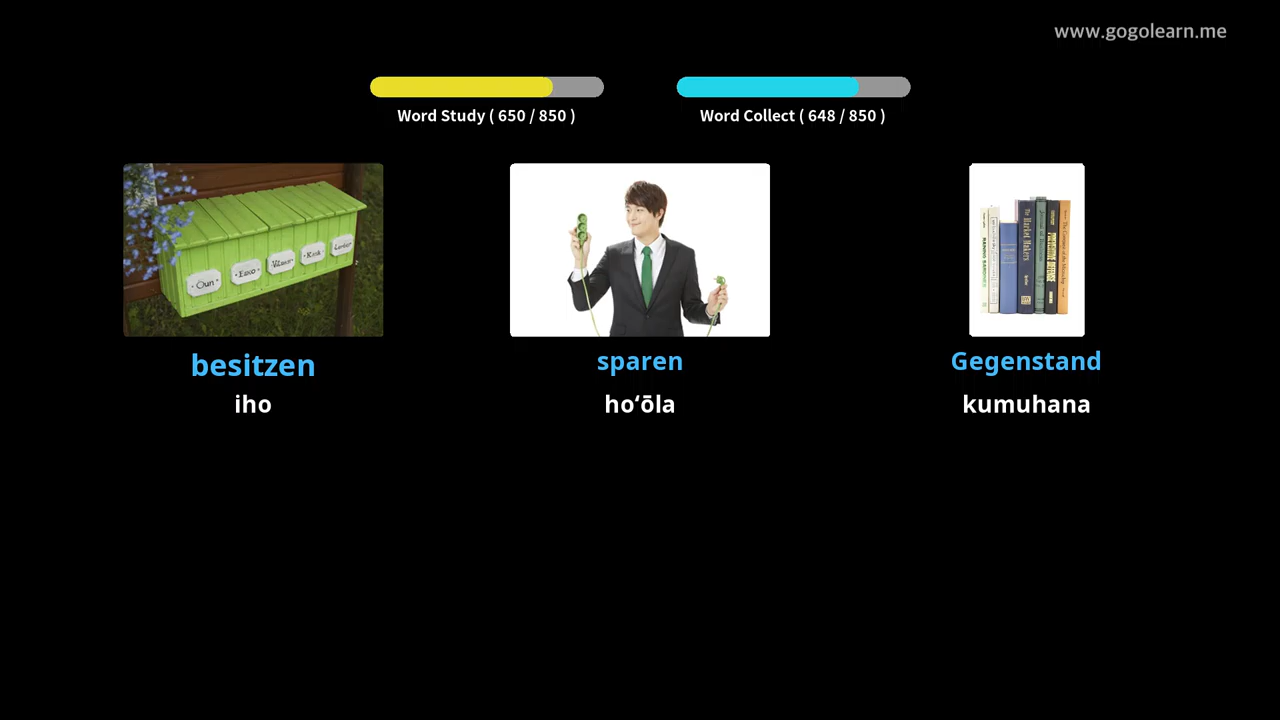 www.gogolearn.me
Word Study ( 650 / 850 )
Word Collect ( 648 / 850 )
besitzen
sparen
Gegenstand
iho
hoʻōla
kumuhana